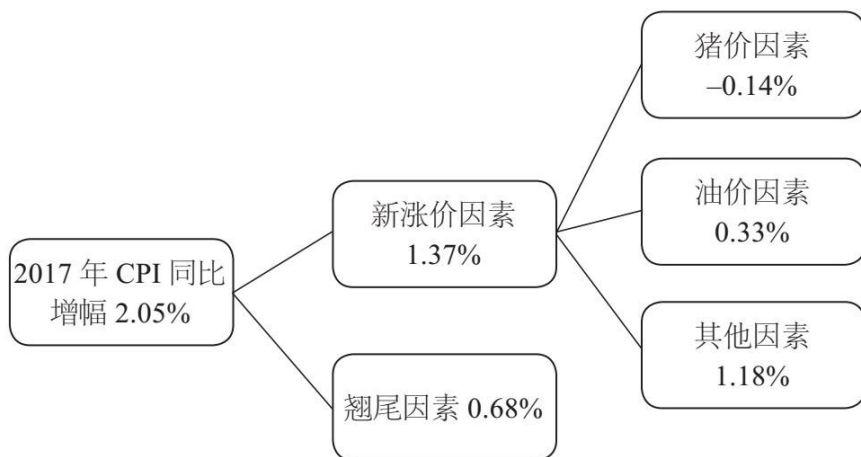 2017 年 CPI 同比
增幅 2.05%
新涨价因素
1.37%
翘尾因素 0.68%
猪价因素
–0.14%
油价因素
0.33%
其他因素
1.18%